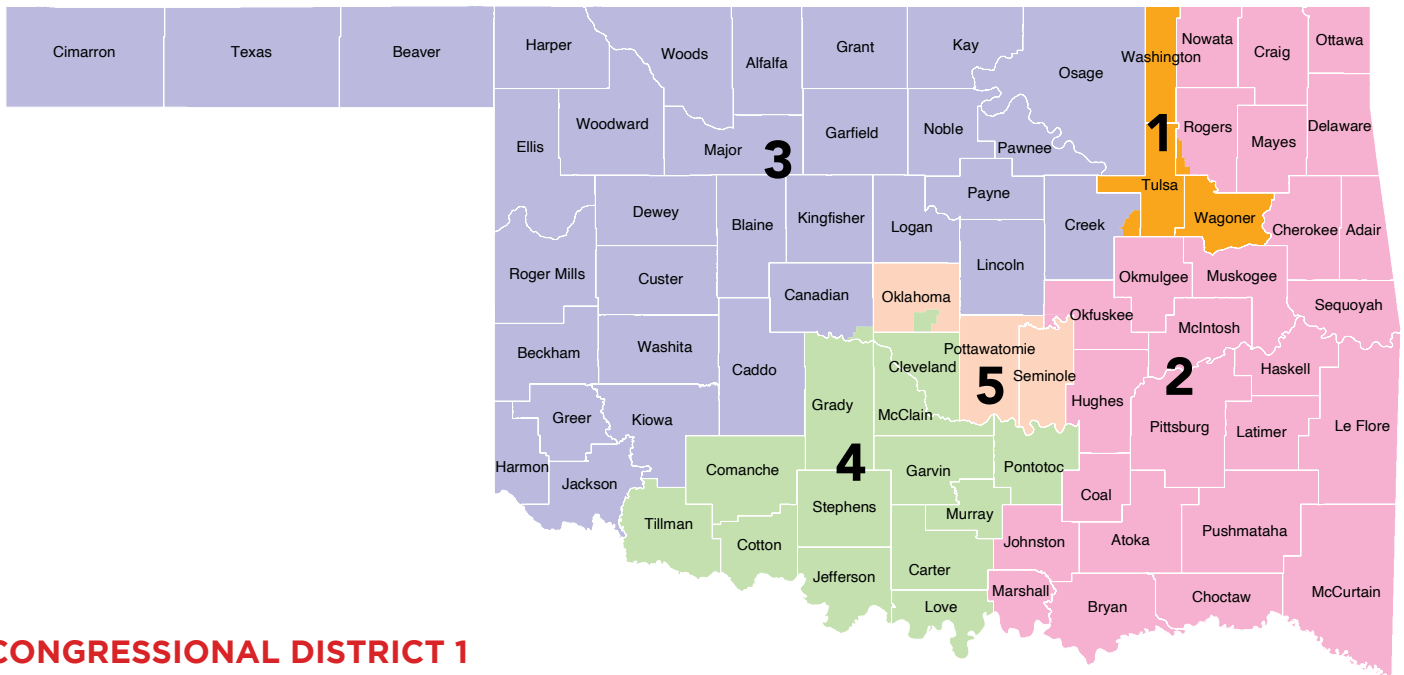 Cimarron
Texas
Beaver
Harper
Woods
Alfalfa
Grant
Kay
Osage
Washington
Nowata
Craig
Ottawa
Ellis
Woodward
Major
3
Garfield
Noble
Pawnee
1
Rogers
Mayes
Delaware
Dewey
Blaine
Kingfisher
Logan
Payne
Creek
Tulsa
Wagoner
Cherokee
Adair
Roger Mills
Custer
Canadian
Oklahoma
Lincoln
Okmulgee
Muskogee
Sequoyah
Beckham
Washita
Caddo
Cleveland
Pottawatomie
Okfuskee
McIntosh
Haskell
Greer
Kiowa
Grady
McClain
5
Seminole
Hughes
2
Pittsburg
Latimer
Le Flore
Harmon
Jackson
Comanche
4
Garvin
Pontotoc
Coal
Tillman
Cotton
Stephens
Murray
Johnston
Atoka
Pushmataha
Jefferson
Carter
Love
Marshall
Bryan
Choctaw
McCurtain
CONGRESSIONAL DISTRICT 1